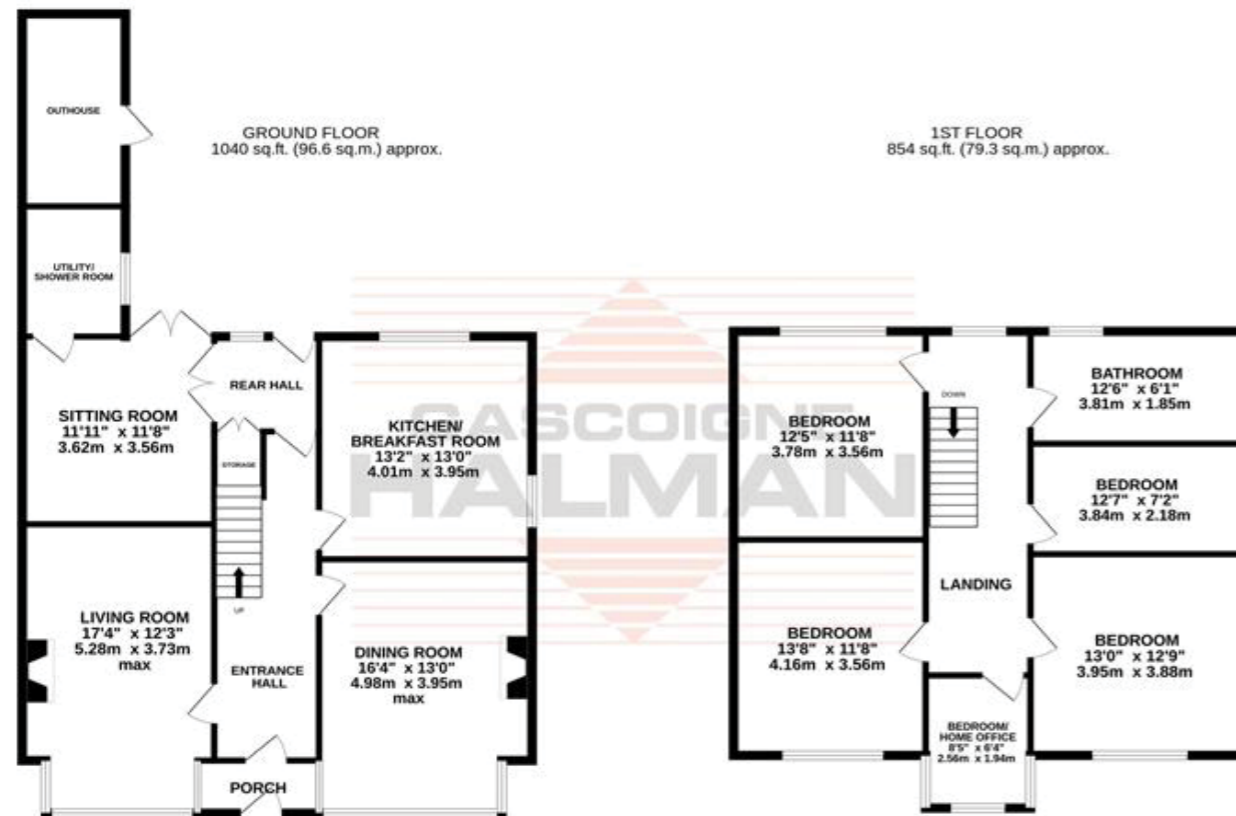 OUTHOUSE
GROUND FLOOR
1040 sq.ft. (96.6 sq.m.) approx.
UTILITY/
SHOWER ROOM
REAR HALL
SITTING ROOM
11'11" x 11'8"
3.62m x 3.56m
STORAGE
KITCHEN/
BREAKFAST ROOM
13'2" x 13'0"
4.01m x 3.95m
UP
LIVING ROOM
17'4" x 12'3"
5.28m x 3.73m
max
ENTRANCE
HALL
DINING ROOM
16'4" x 13'0"
4.98m x 3.95m
max
PORCH
1ST FLOOR
854 sq.ft. (79.3 sq.m.) approx.
BEDROOM
12'5" x 11'8"
3.78m x 3.56m
DOWN
BATHROOM
12'6" x 6'1"
3.81m x 1.85m
BEDROOM
12'7" x 7'2"
3.84m x 2.18m
LANDING
BEDROOM
13'8" x 11'8"
4.16m x 3.56m
BEDROOM
13'0" x 12'9"
3.95m x 3.88m
BEDROOM/
HOME OFFICE
8'5" x 6'4"
2.56m x 1.94m
GASCOIGNE
HALMAN